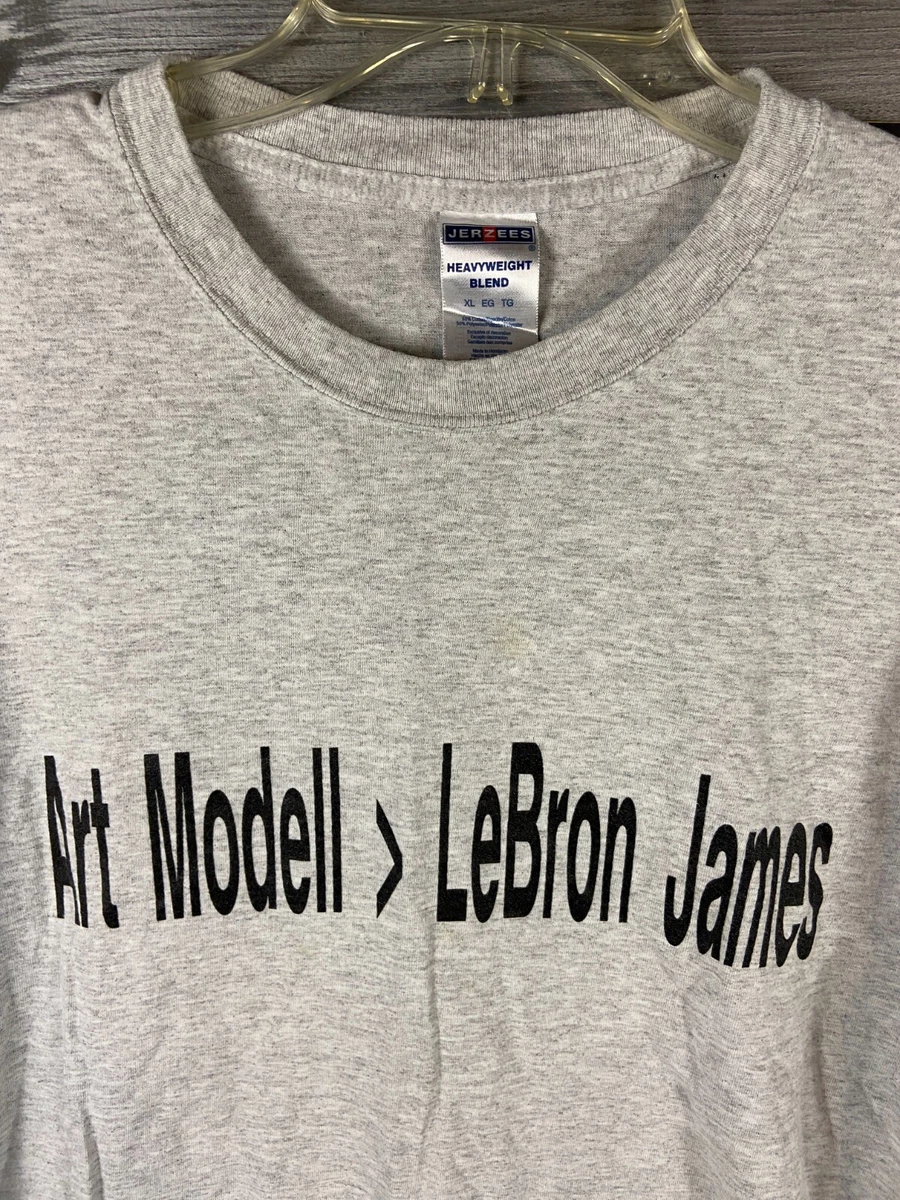 JERZEES
®
HEAVYWEIGHT
BLEND
XL EG TG
Art Modell > LeBron James